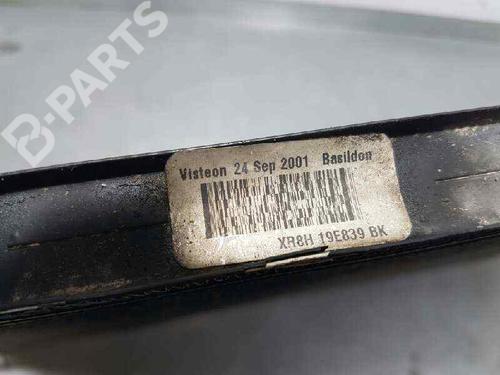 B-PARTS
Visteon 24 Sep 2001 Basildon
XR8H 19E839 BK